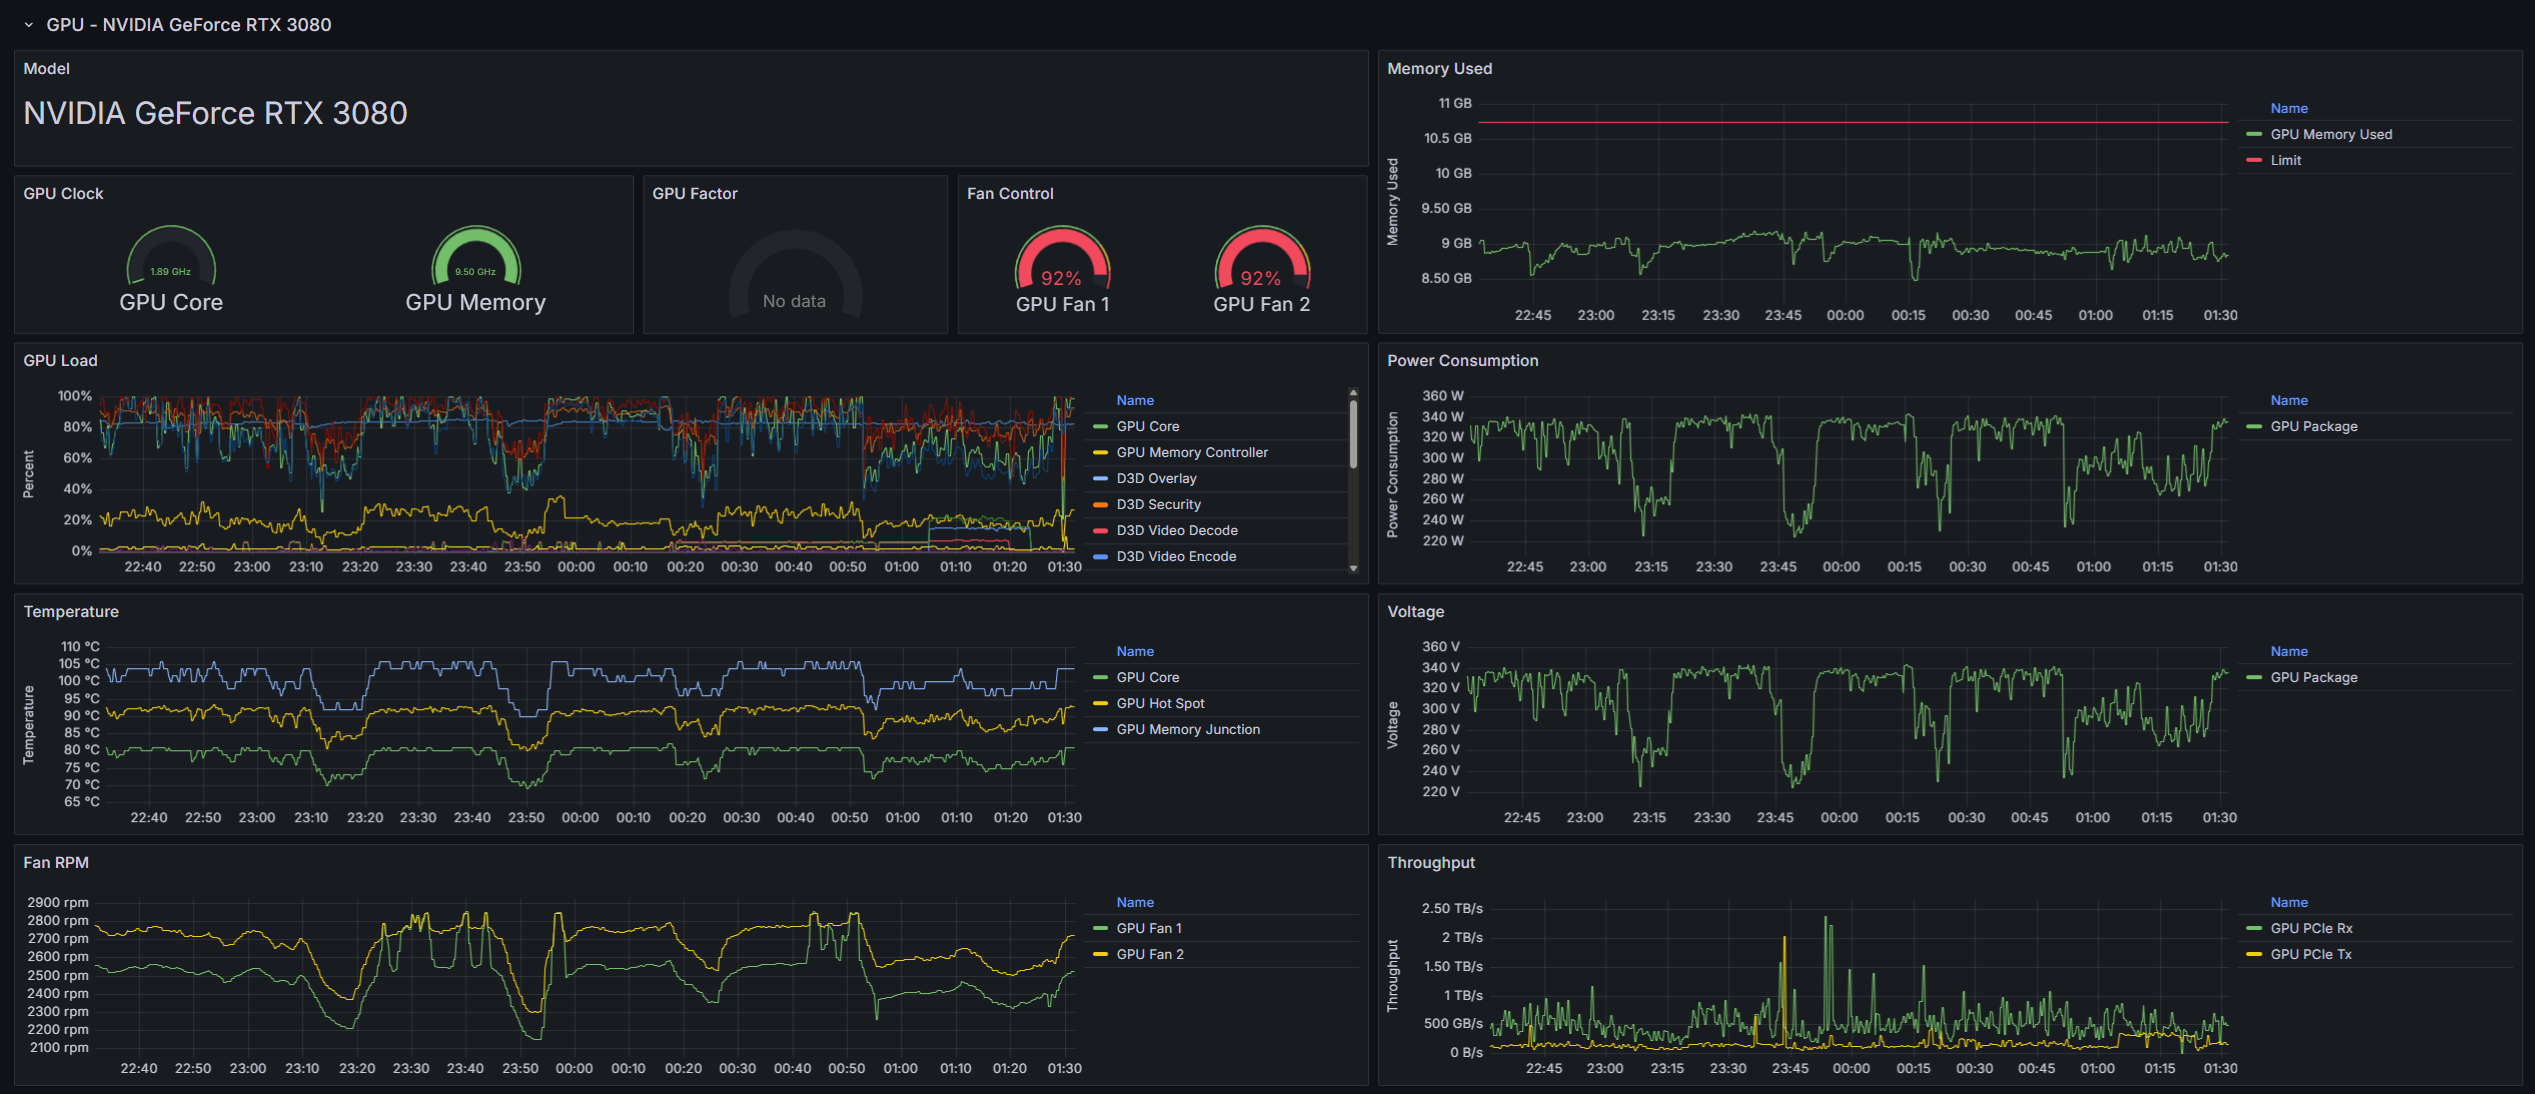 GPU - NVIDIA GeForce RTX 3080
Model
NVIDIA GeForce RTX 3080
GPU Clock
1.89 GHz
GPU Core
9.50 GHz
GPU Memory
GPU Factor
No data
Fan Control
92%
GPU Fan 1
92%
GPU Fan 2
Memory Used
Memory Used
11 GB
10.5 GB
10 GB
9.50 GB
9 GB
8.50 GB
22:45 23:00 23:15 23:30 23:45 00:00 00:15 00:30 00:45 01:00 01:15 01:30
Name
GPU Memory Used
Limit
GPU Load
Percent
100%
80%
60%
40%
20%
0%
22:40 22:50 23:00 23:10 23:20 23:30 23:40 23:50 00:00 00:10 00:20 00:30 00:40 00:50 01:00 01:10 01:20 01:30
Name
GPU Core
GPU Memory Controller
D3D Overlay
D3D Security
D3D Video Decode
D3D Video Encode
Power Consumption
Power Consumption
360 W
340 W
320 W
300 W
280 W
260 W
240 W
220 W
22:45 23:00 23:15 23:30 23:45 00:00 00:15 00:30 00:45 01:00 01:15 01:30
Name
GPU Package
Temperature
Temperature
110 °C
105 °C
100 °C
95 °C
90 °C
85 °C
80 °C
75 °C
70 °C
65 °C
22:40 22:50 23:00 23:10 23:20 23:30 23:40 23:50 00:00 00:10 00:20 00:30 00:40 00:50 01:00 01:10 01:20 01:30
Name
GPU Core
GPU Hot Spot
GPU Memory Junction
Voltage
Voltage
360 V
340 V
320 V
300 V
280 V
260 V
240 V
220 V
22:45 23:00 23:15 23:30 23:45 00:00 00:15 00:30 00:45 01:00 01:15 01:30
Name
GPU Package
Fan RPM
2900 rpm
2800 rpm
2700 rpm
2600 rpm
2500 rpm
2400 rpm
2300 rpm
2200 rpm
2100 rpm
22:40 22:50 23:00 23:10 23:20 23:30 23:40 23:50 00:00 00:10 00:20 00:30 00:40 00:50 01:00 01:10 01:20 01:30
Name
GPU Fan 1
GPU Fan 2
Throughput
Throughput
2.50 TB/s
2 TB/s
1.50 TB/s
1 TB/s
500 GB/s
0 B/s
22:45 23:00 23:15 23:30 23:45 00:00 00:15 00:30 00:45 01:00 01:15 01:30
Name
GPU PCIe Rx
GPU PCIe Tx